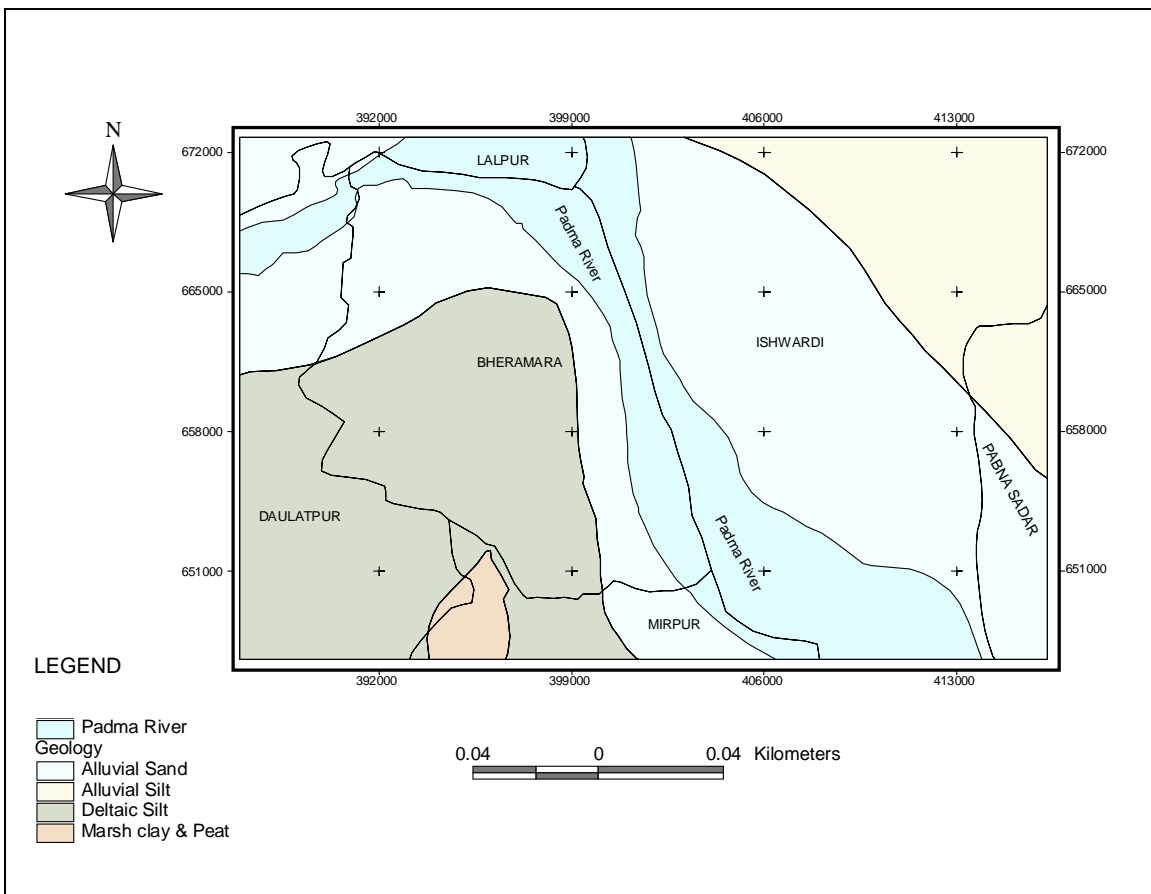 N
392000 399000 406000 413000
672000 672000
LALPUR
Padma River
665000 665000
ISHWARDI
BHERAMARA
658000 658000
PABNA SADAR
DAULATPUR
Padma River
651000 651000
MIRPUR
392000 399000 406000 413000
LEGEND
Padma River
Geology
Alluvial Sand
Alluvial Silt
Deltaic Silt
Marsh clay & Peat
0.04 0 0.04 Kilometers